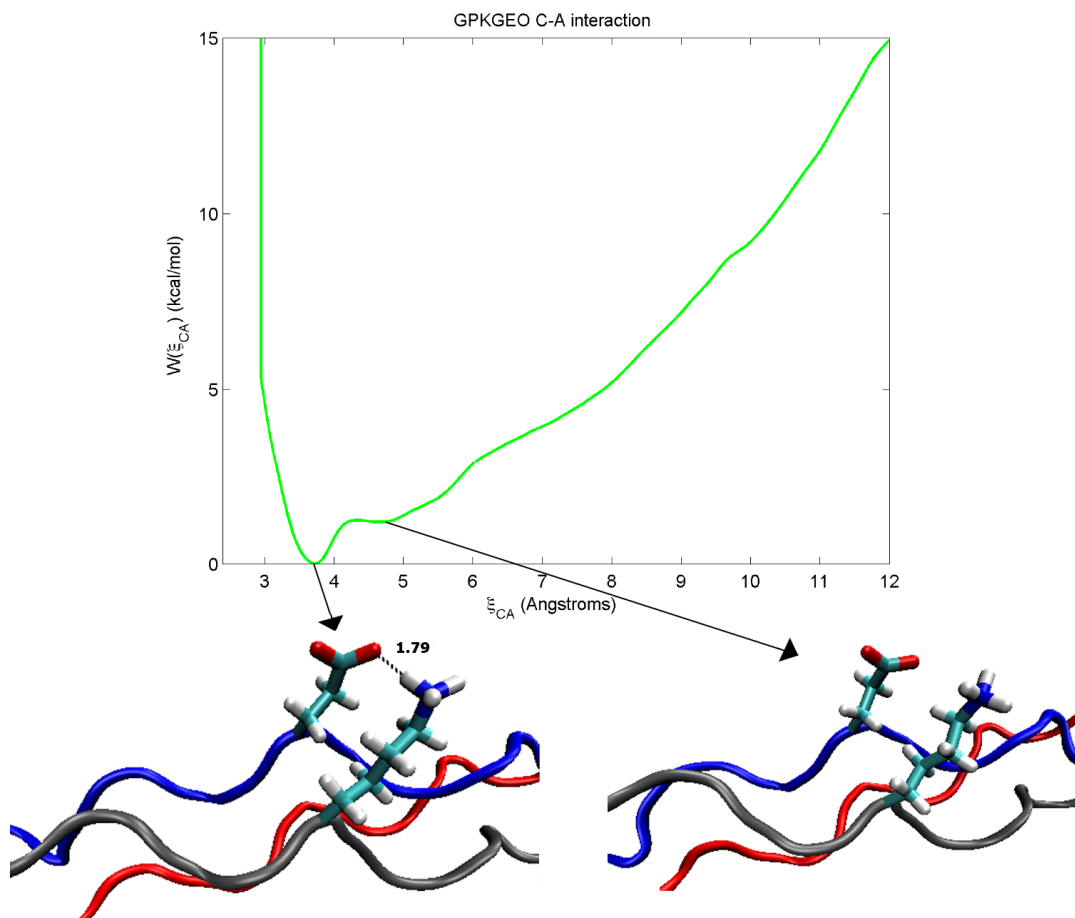 GPKGEO C-A interaction
15
10
5
0
W(ξCA) (kcal/mol)
3 4 5 6 7 8 9 10 11 12
ξCA (Angstroms)
1.79